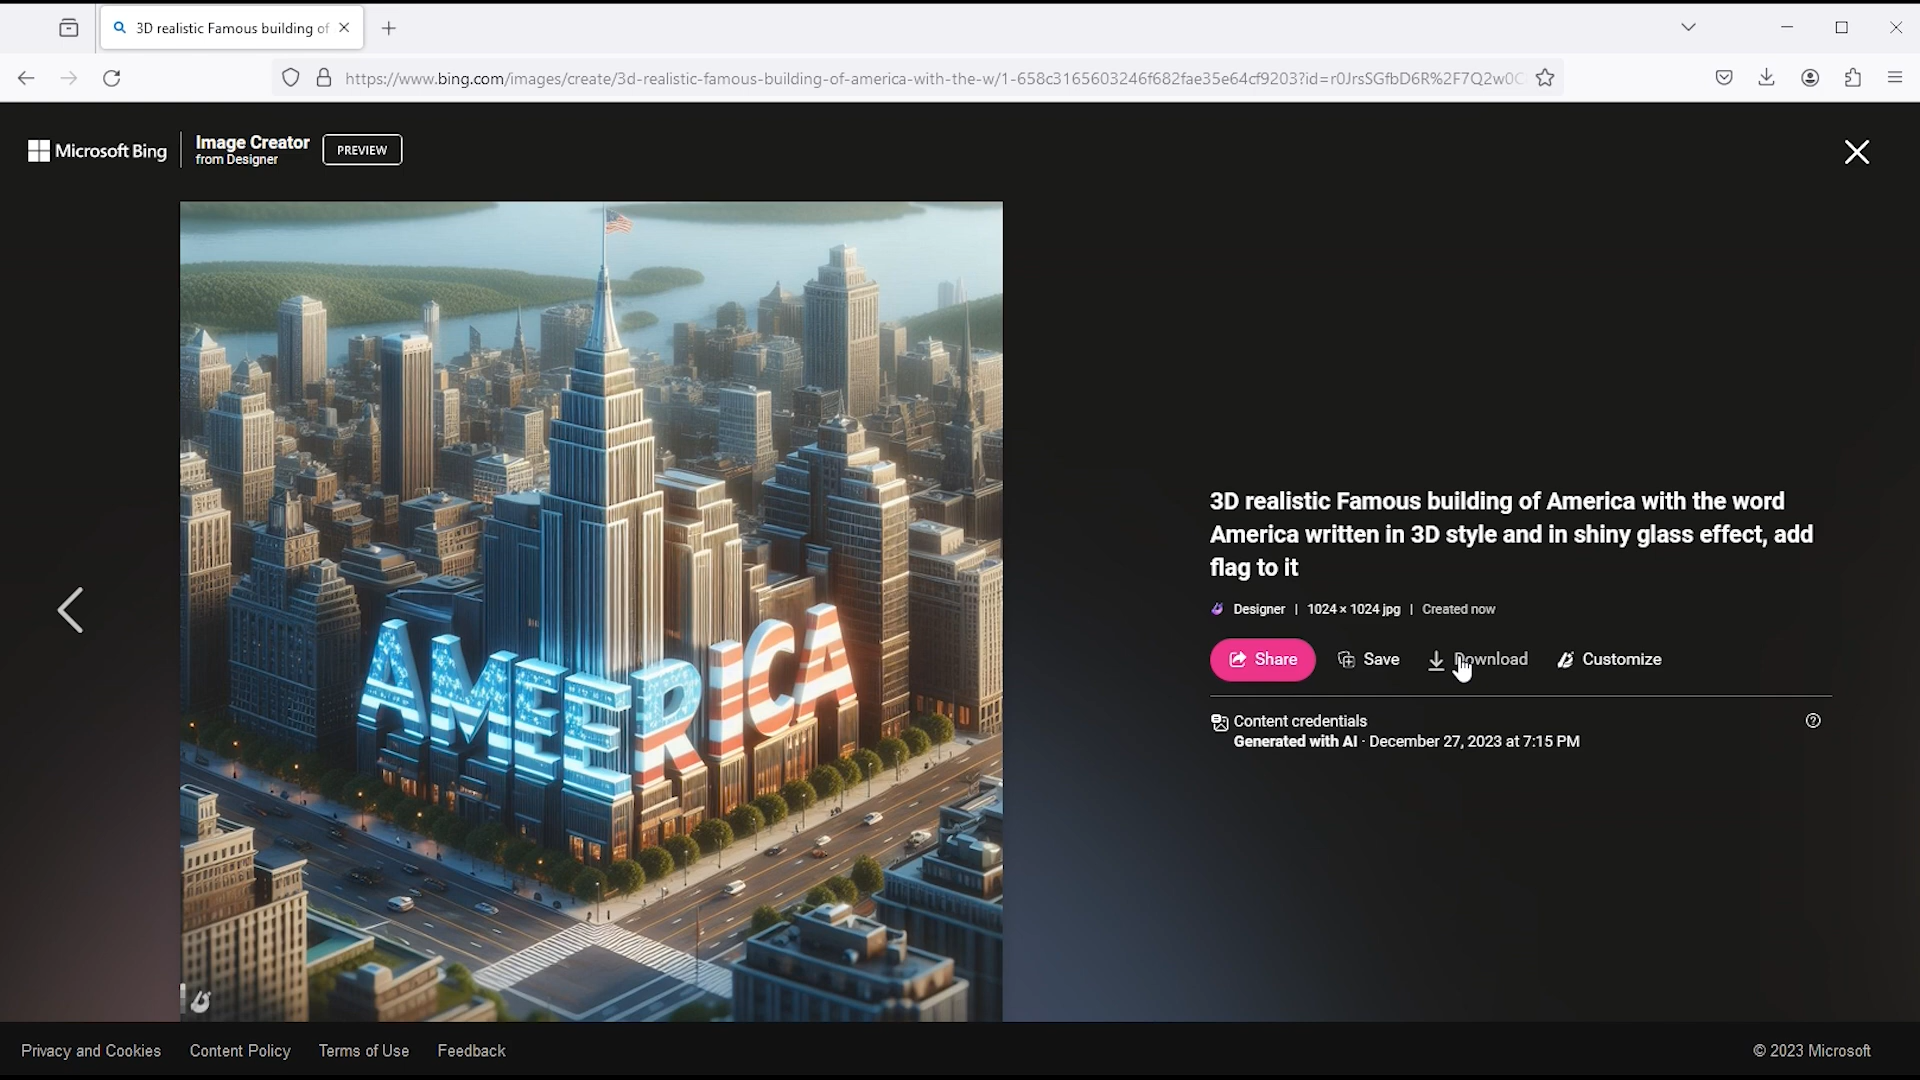 3D realistic Famous building of
https://www.bing.com/images/create/3d-realistic-famous-building-of-america-with-the-w/1-658c3165603246f682fae35e64cf9203?id=r0JrsSGfbD6R%2F7Q2w0C
Microsoft Bing
Image Creator
from Designer
PREVIEW
AMEERICA
3D realistic Famous building of America with the word
America written in 3D style and in shiny glass effect, add
flag to it
Designer | 1024 × 1024 jpg | Created now
Share Save Download Customize
Content credentials
Generated with AI · December 27, 2023 at 7:15 PM
Privacy and Cookies Content Policy Terms of Use Feedback © 2023 Microsoft